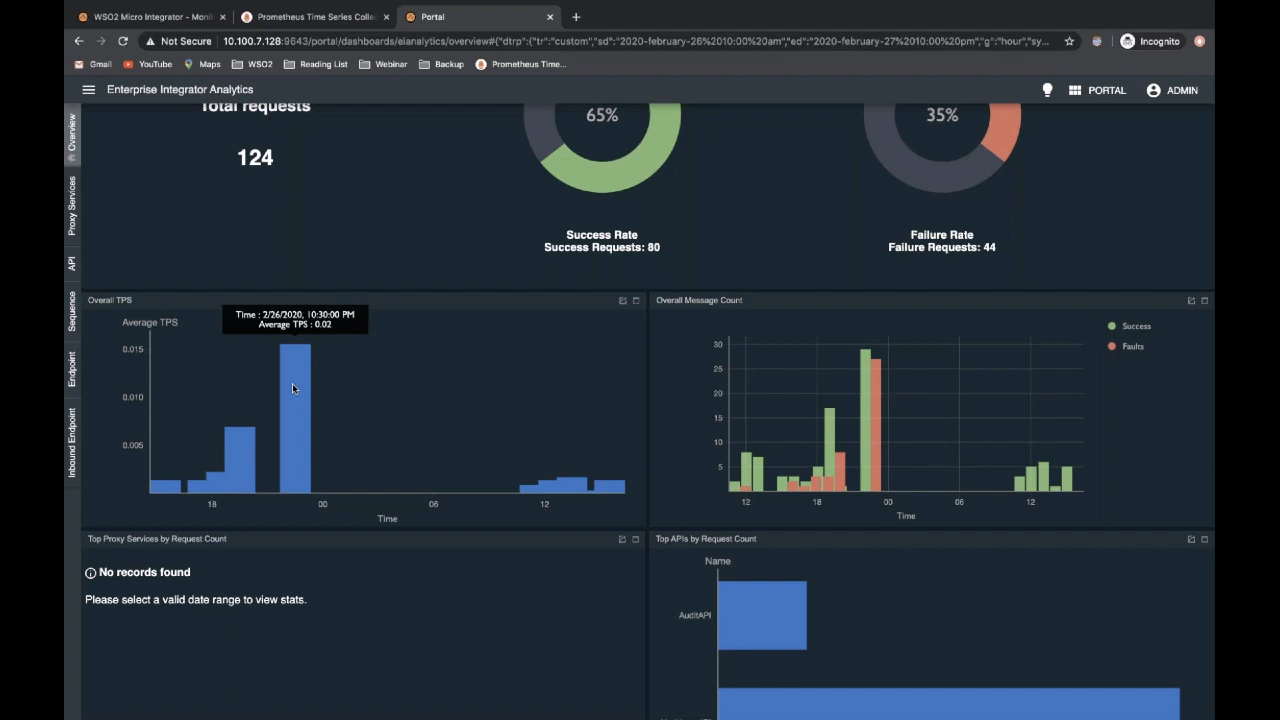 WSO2 Micro Integrator - Moni
Prometheus Time Series Collec
Portal
Not Secure
10.100.7.128:9643/portal/dashboards/eianalytics/overview#{"dtrp":{"tr":"custom","sd":"2020-february-26%2010:00%20am","ed":"2020-february-27%2010:00%20pm","g":"hour","sy...
Incognito
Gmail
YouTube
Maps
WSO2
Reading List
Webinar
Backup
Prometheus Time...
Enterprise Integrator Analytics
PORTAL
ADMIN
Overview
Proxy Services
API
Sequence
Endpoint
Inbound Endpoint
Total requests
124
65%
Success Rate
Success Requests: 80
35%
Failure Rate
Failure Requests: 44
Overall TPS
Time : 2/26/2020, 10:30:00 PM
Average TPS : 0.02
Average TPS
0.015
0.010
0.005
18
00
06
12
Time
Overall Message Count
Success
Faults
30
25
20
15
10
5
12
18
00
06
12
Time
Top Proxy Services by Request Count
No records found
Please select a valid date range to view stats.
Top APIs by Request Count
Name
AuditAPI